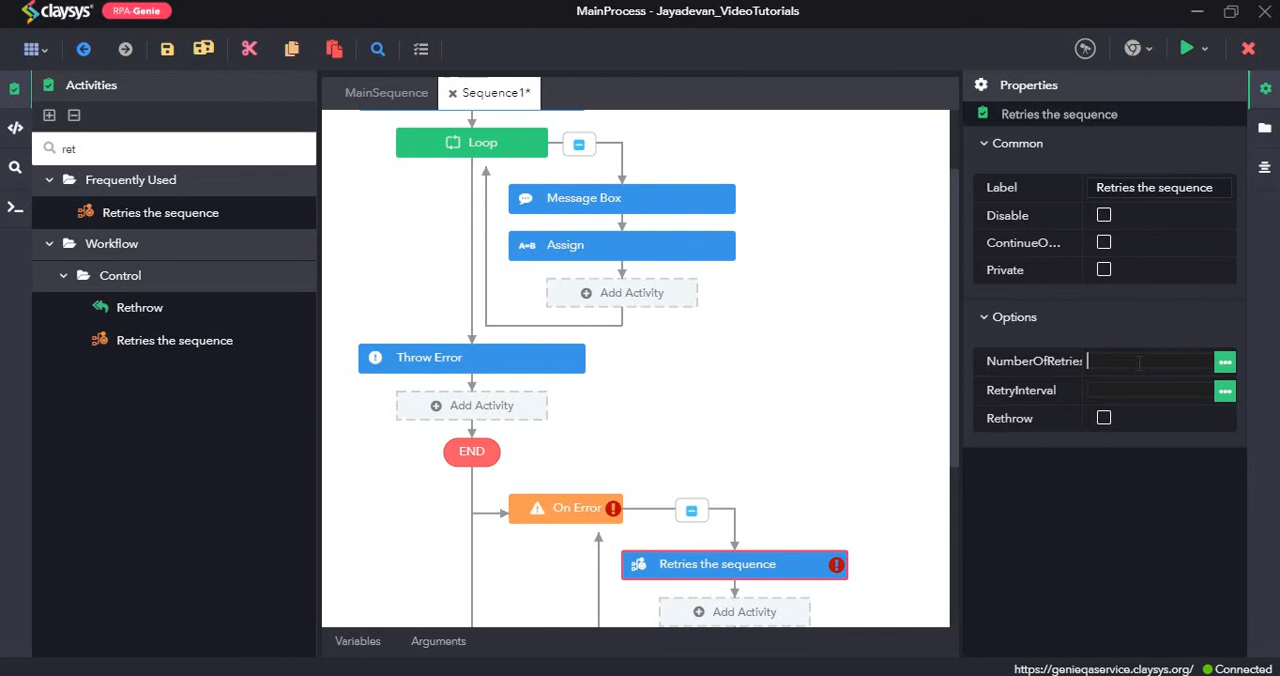 claysys RPA-Genie
MainProcess - Jayadevan_VideoTutorials
Activities
ret
Frequently Used
Retries the sequence
Workflow
Control
Rethrow
Retries the sequence
MainSequence
Sequence1*
Loop
Message Box
A=B Assign
Add Activity
Throw Error
Add Activity
END
On Error
Retries the sequence
Add Activity
Variables Arguments
Properties
Retries the sequence
Common
Label Retries the sequence
Disable
ContinueO...
Private
Options
NumberOfRetries
RetryInterval
Rethrow
https://genieqaservice.claysys.org/ Connected